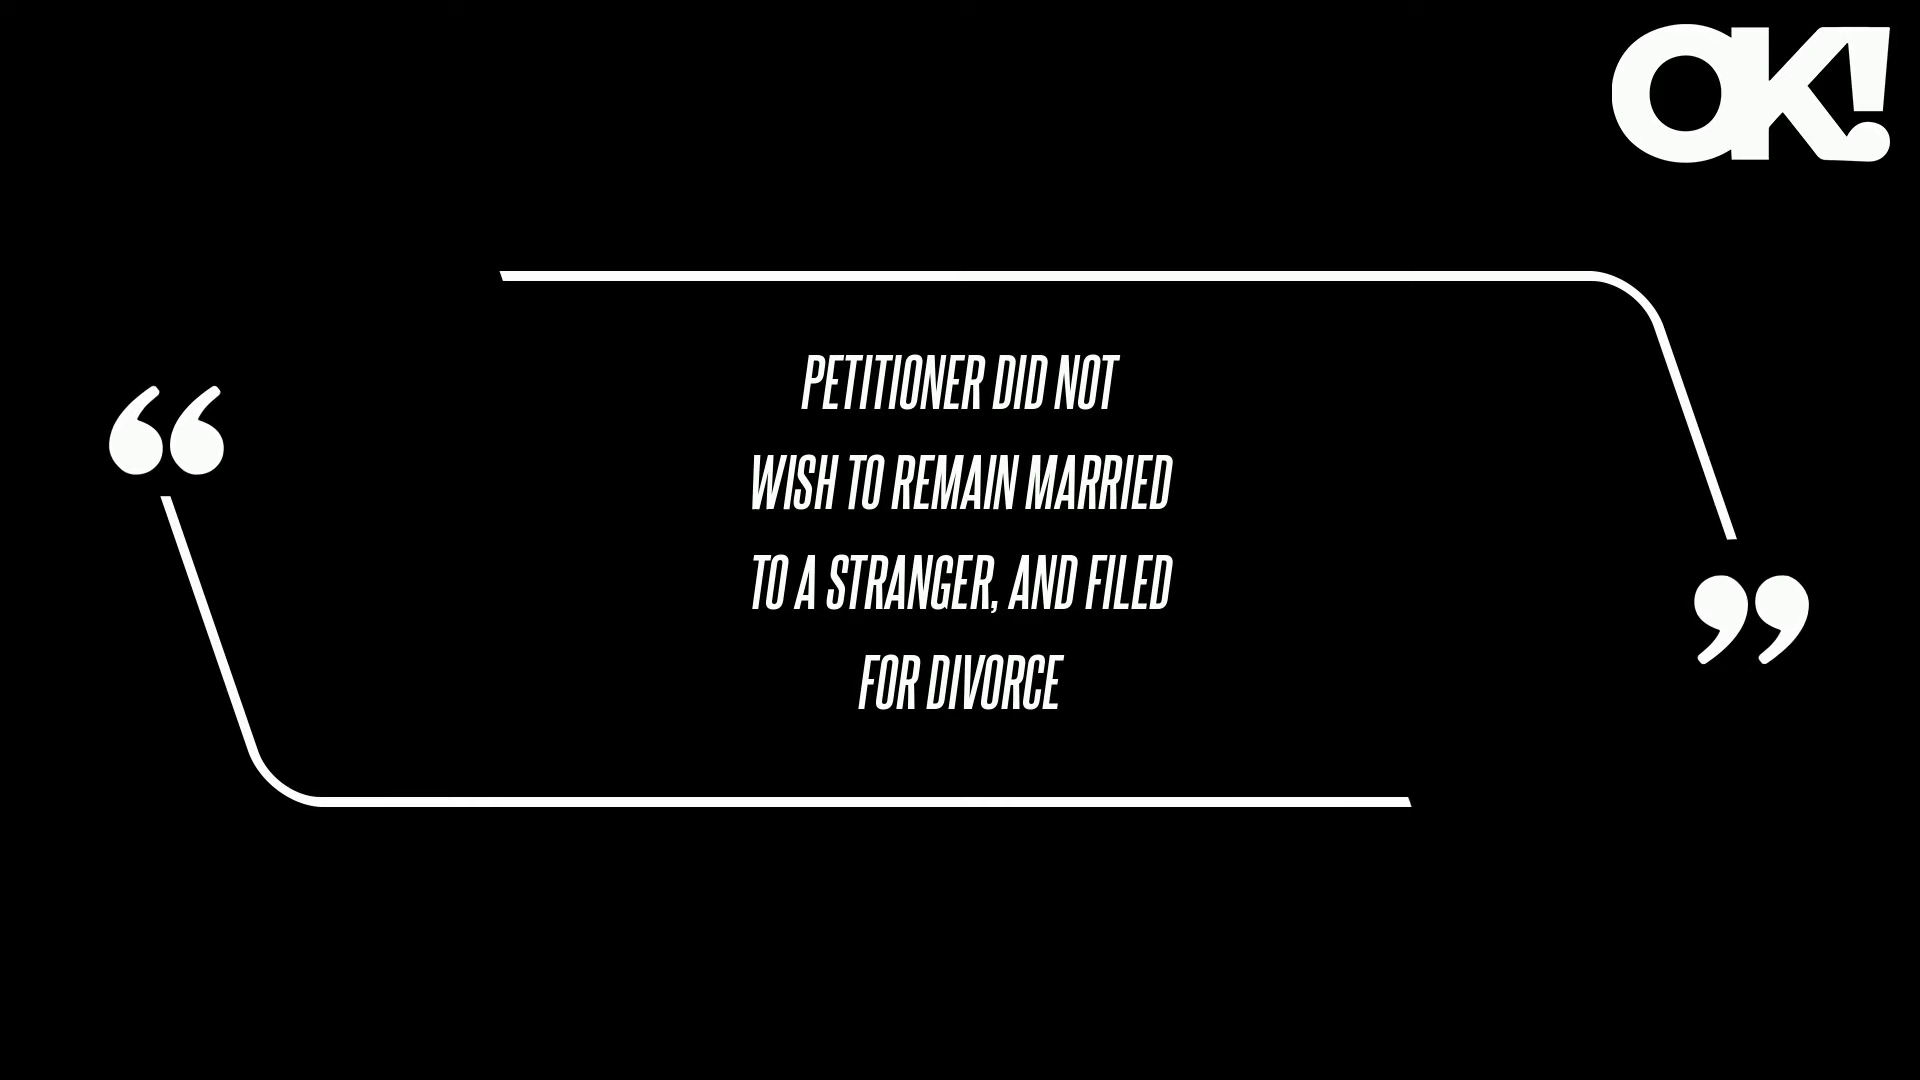 OK!
“
PETITIONER DID NOT
WISH TO REMAIN MARRIED
TO A STRANGER, AND FILED
FOR DIVORCE
”